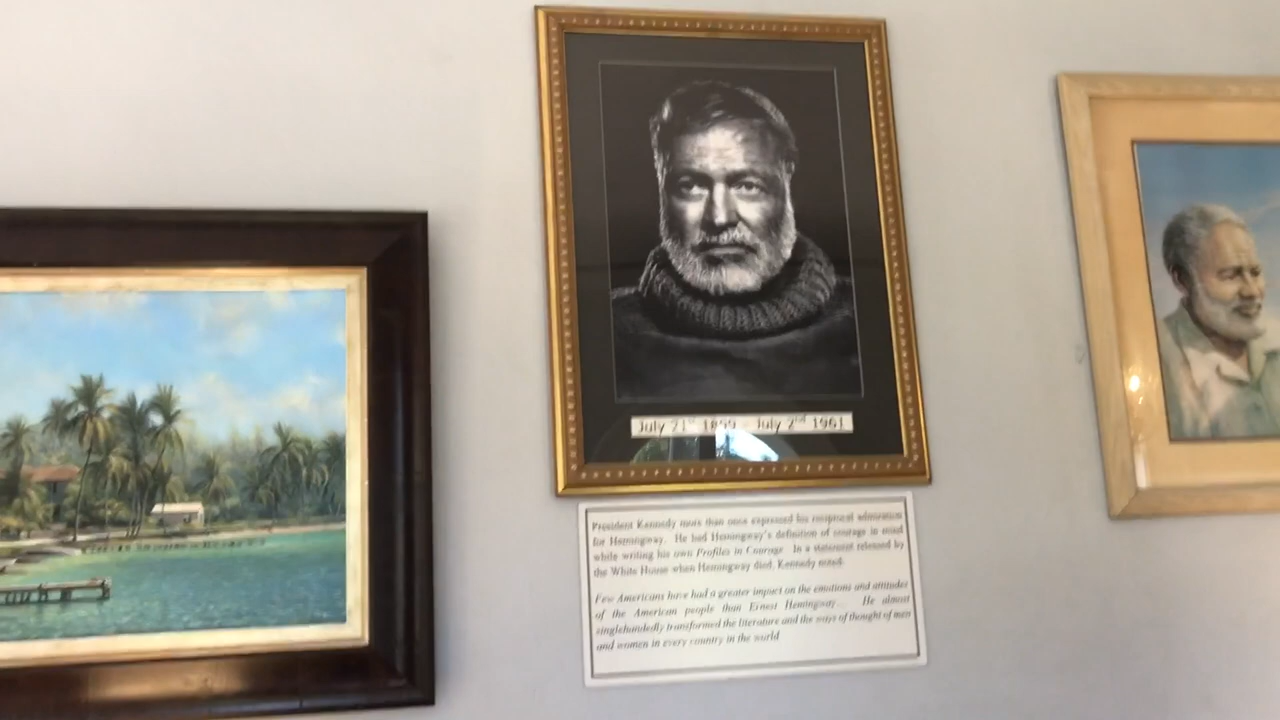 July 21st 1899 - July 2nd 1961
President Kennedy more than once expressed his reciprocal admiration
for Hemingway. He had Hemingway's definition of courage in mind
while writing his own Profiles in Courage. In a statement released by
the White House when Hemingway died, Kennedy noted:
Few Americans have had a greater impact on the emotions and attitudes
of the American people than Ernest Hemingway... He almost
singlehandedly transformed the literature and the ways of thought of men
and women in every country in the world